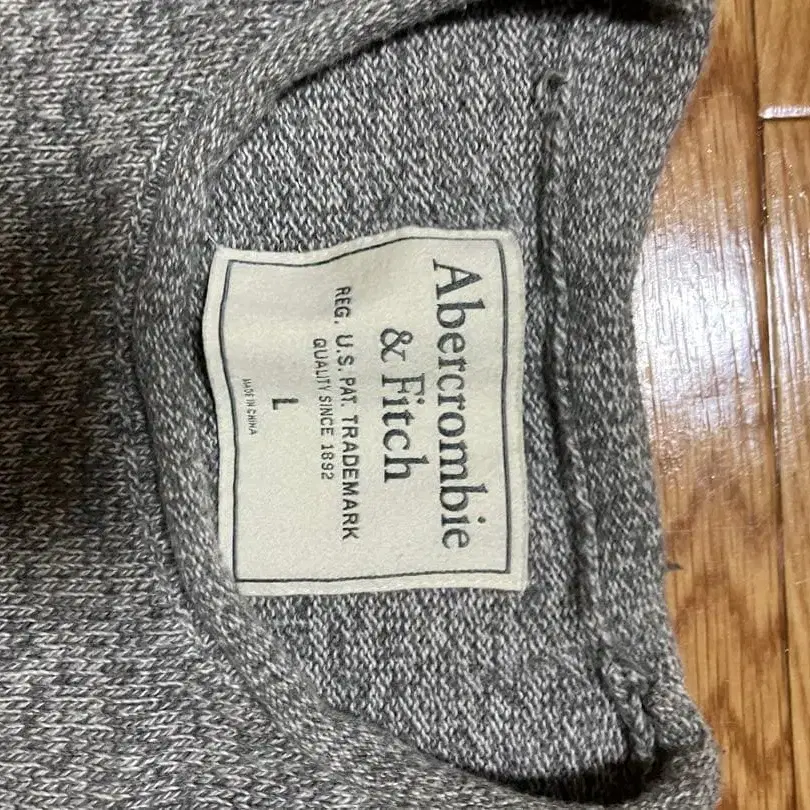 Abercrombie
& Fitch
REG. U.S. PAT. TRADEMARK
QUALITY SINCE 1892
L
MADE IN CHINA